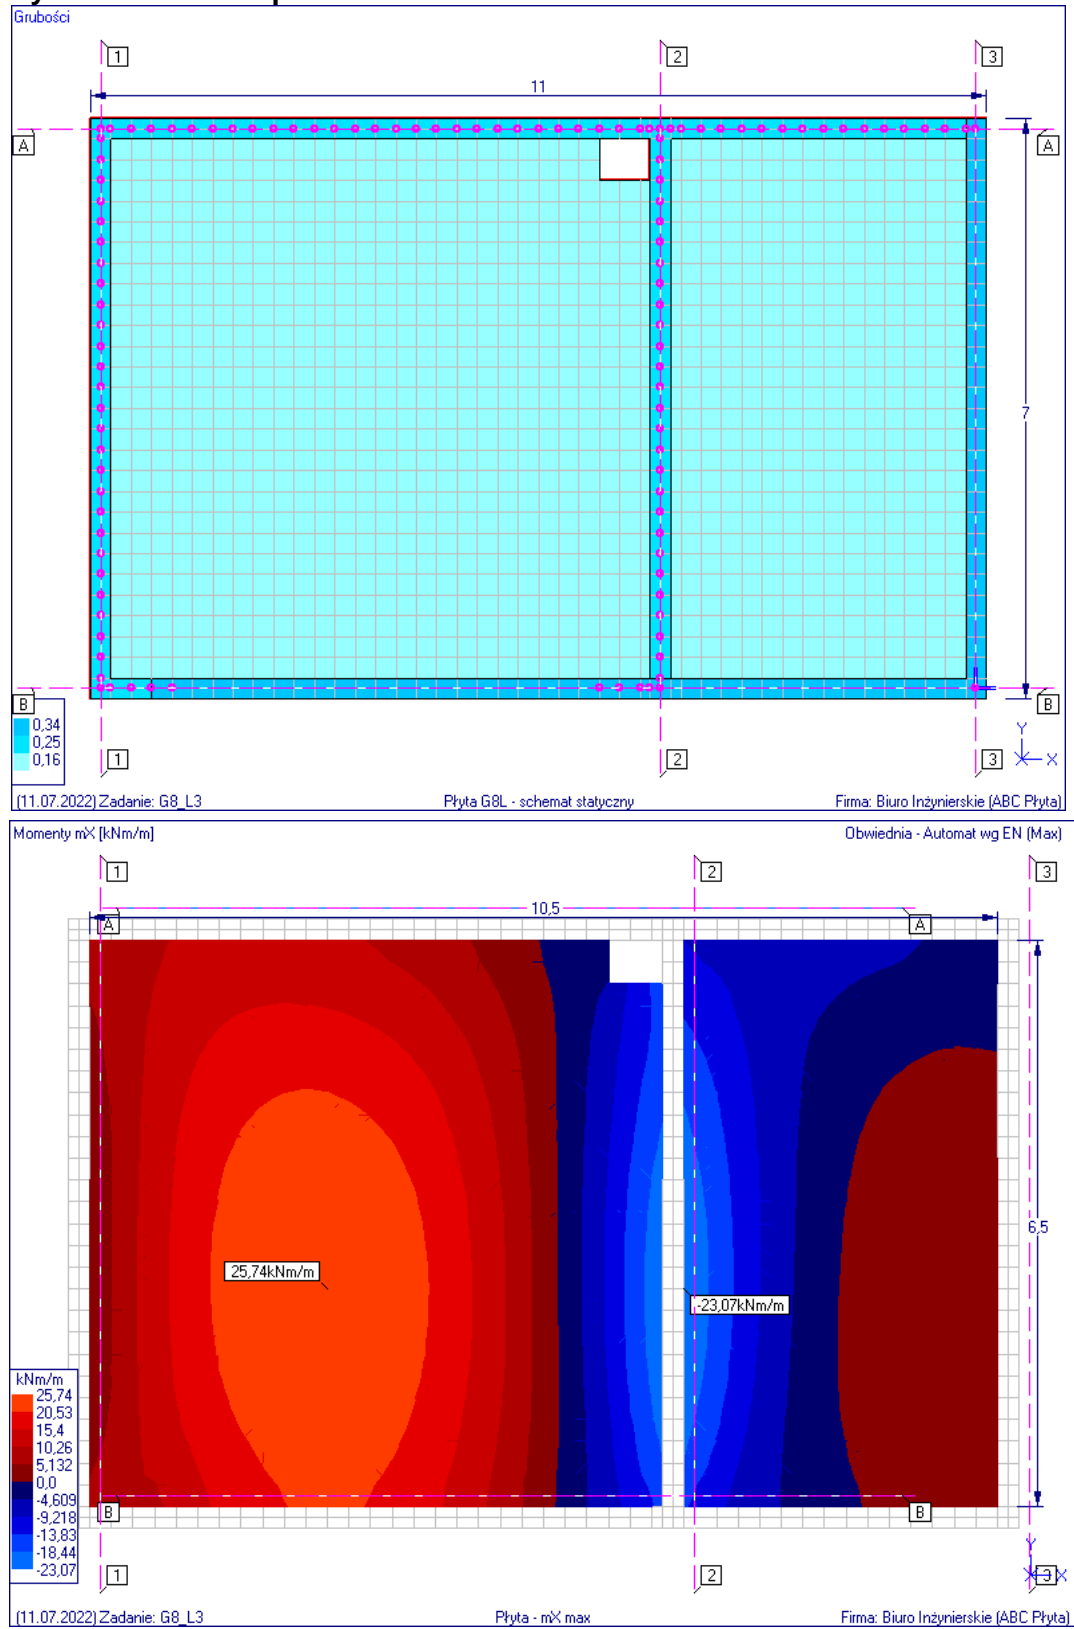 Grubości
1
2
3
11
A
A
7
B
B
0,34
0,25
0,16
1
2
3
Y
X
(11.07.2022) Zadanie: G8_L3
Płyta G8L - schemat statyczny
Firma: Biuro Inżynierskie (ABC Płyta)
Momenty mX [kNm/m]
Obwiednia - Automat wg EN (Max)
1
2
3
10,5
A
A
6,5
25,74kNm/m
-23,07kNm/m
kNm/m
25,74
20,53
15,4
10,26
5,132
0,0
-4,609
-9,218
-13,83
-18,44
-23,07
B
B
1
2
3
Y
X
(11.07.2022) Zadanie: G8_L3
Płyta - mX max
Firma: Biuro Inżynierskie (ABC Płyta)